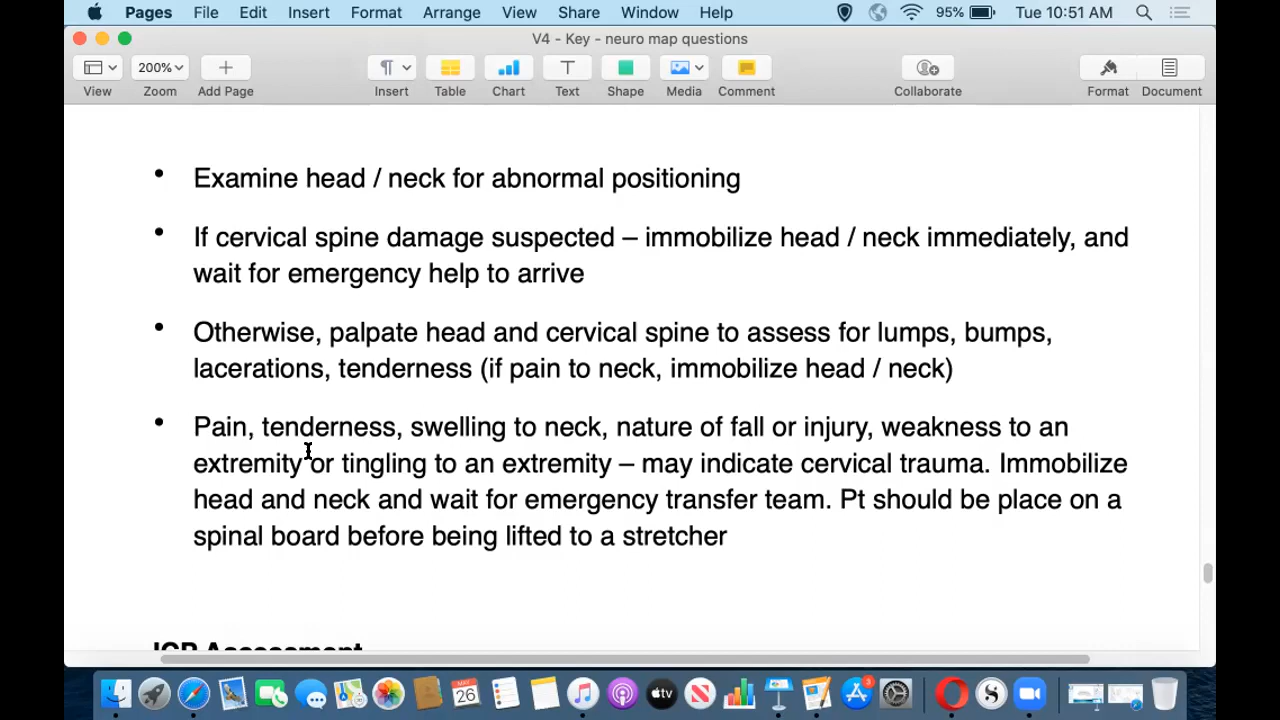 Pages File Edit Insert Format Arrange View Share Window Help 95% Tue 10:51 AM
V4 - Key - neuro map questions
200%
View Zoom Add Page Insert Table Chart Text Shape Media Comment Collaborate Format Document
• Examine head / neck for abnormal positioning
• If cervical spine damage suspected – immobilize head / neck immediately, and
wait for emergency help to arrive
• Otherwise, palpate head and cervical spine to assess for lumps, bumps,
lacerations, tenderness (if pain to neck, immobilize head / neck)
• Pain, tenderness, swelling to neck, nature of fall or injury, weakness to an
extremity or tingling to an extremity – may indicate cervical trauma. Immobilize
head and neck and wait for emergency transfer team. Pt should be place on a
spinal board before being lifted to a stretcher
ICP Assessment
MAY
26
tv
3